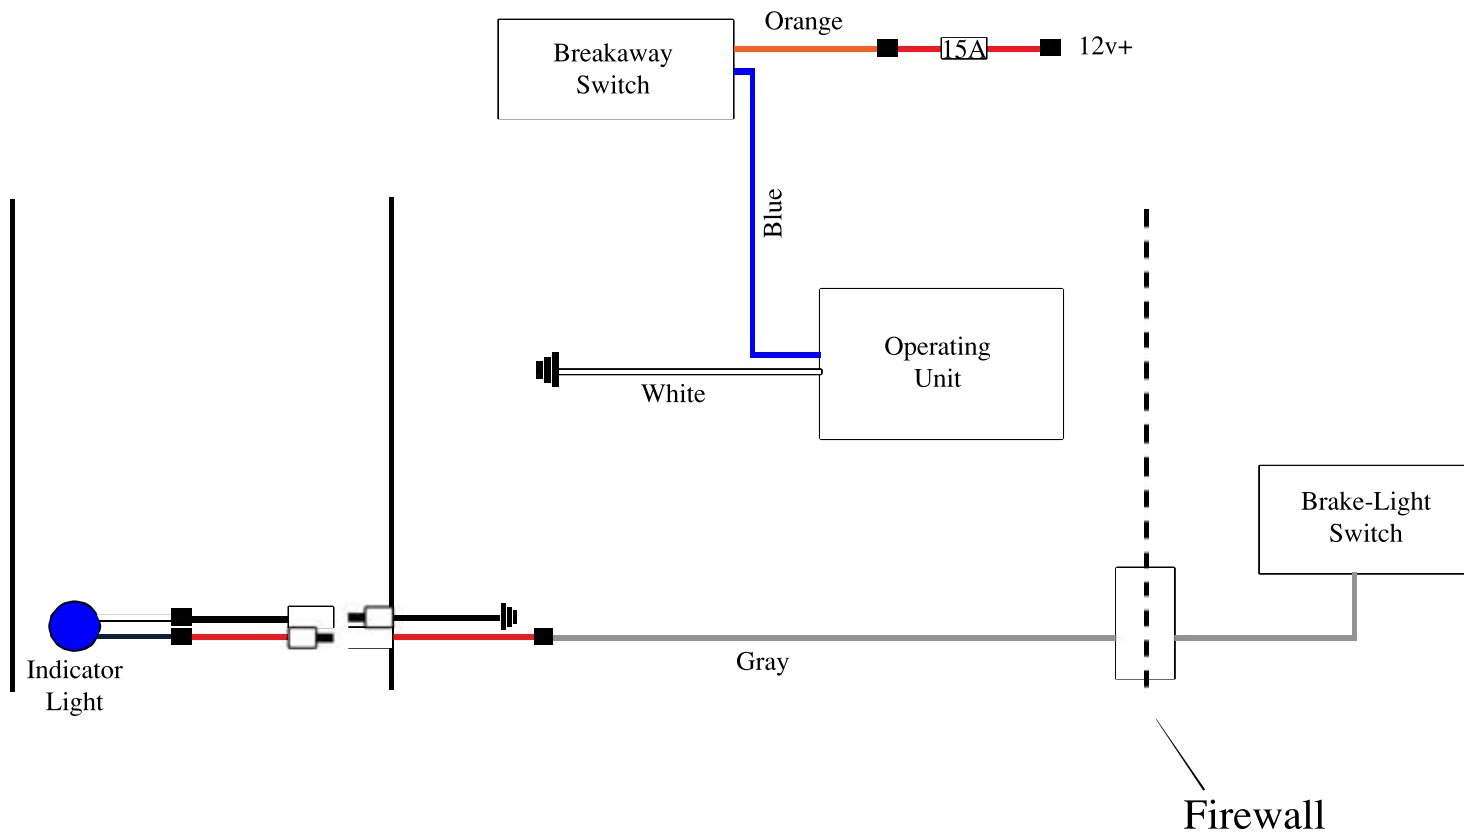 Orange
Breakaway
Switch
15A
12v+
Blue
Operating
Unit
White
Brake-Light
Switch
Indicator
Light
Gray
Firewall